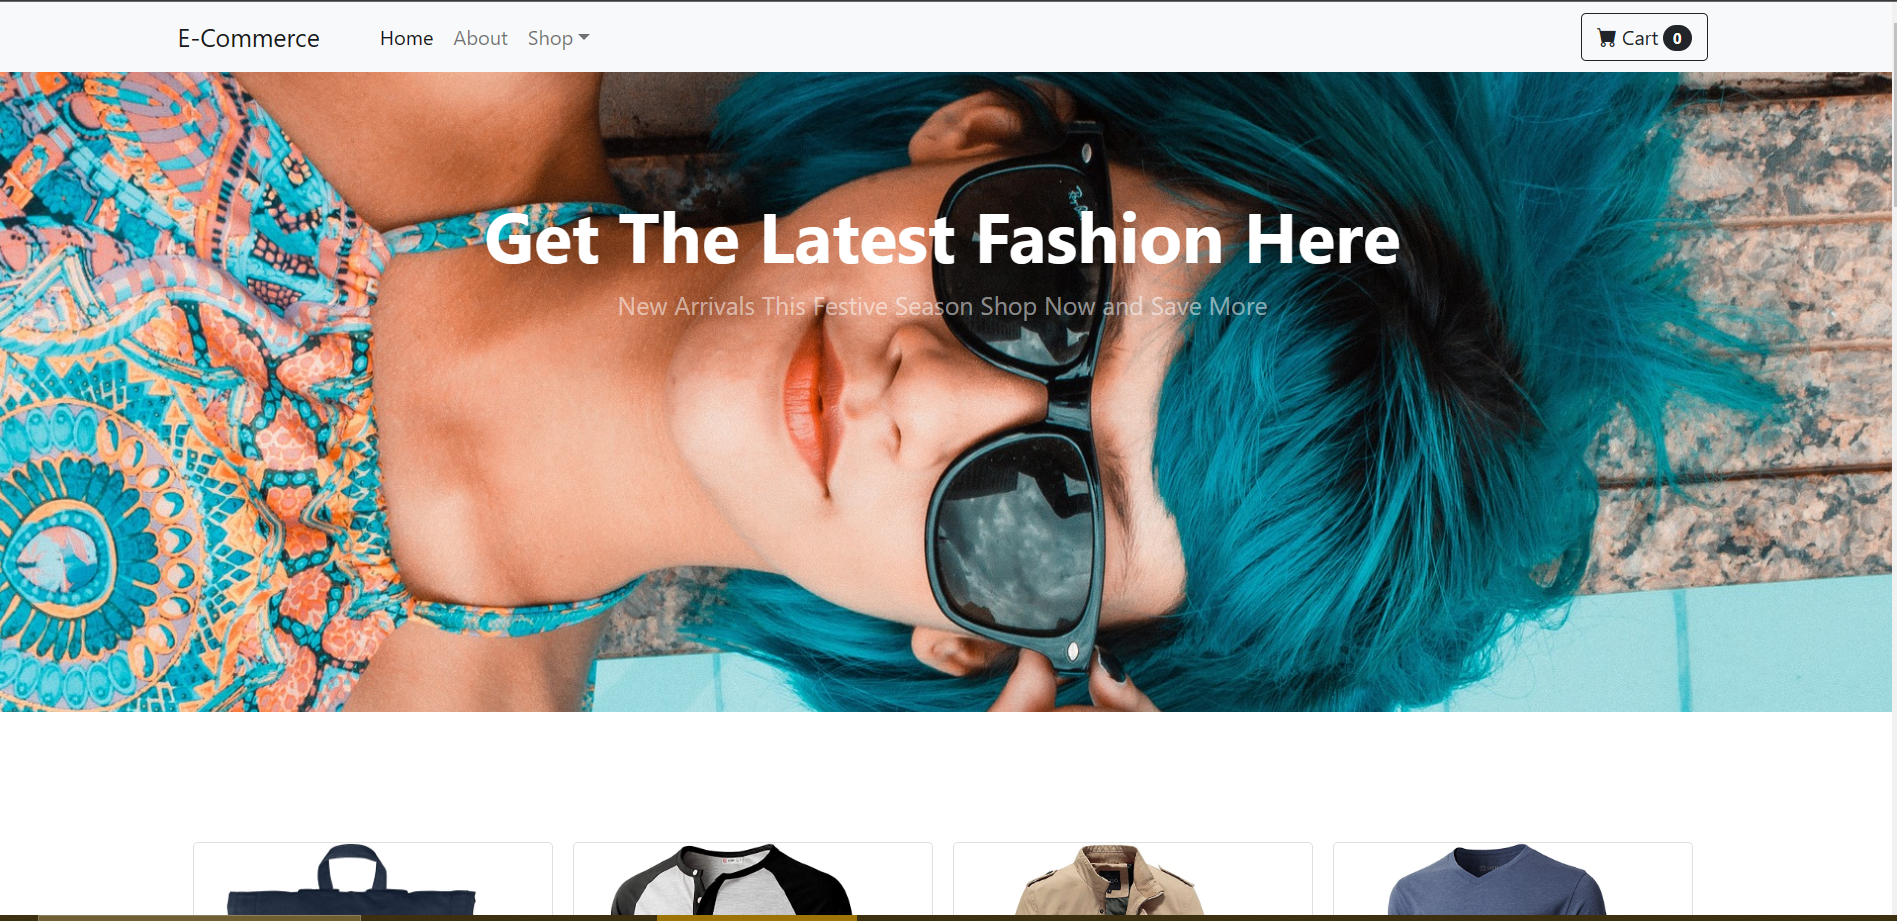 E-Commerce
Home
About
Shop
Cart 0
Get The Latest Fashion Here
New Arrivals This Festive Season Shop Now and Save More